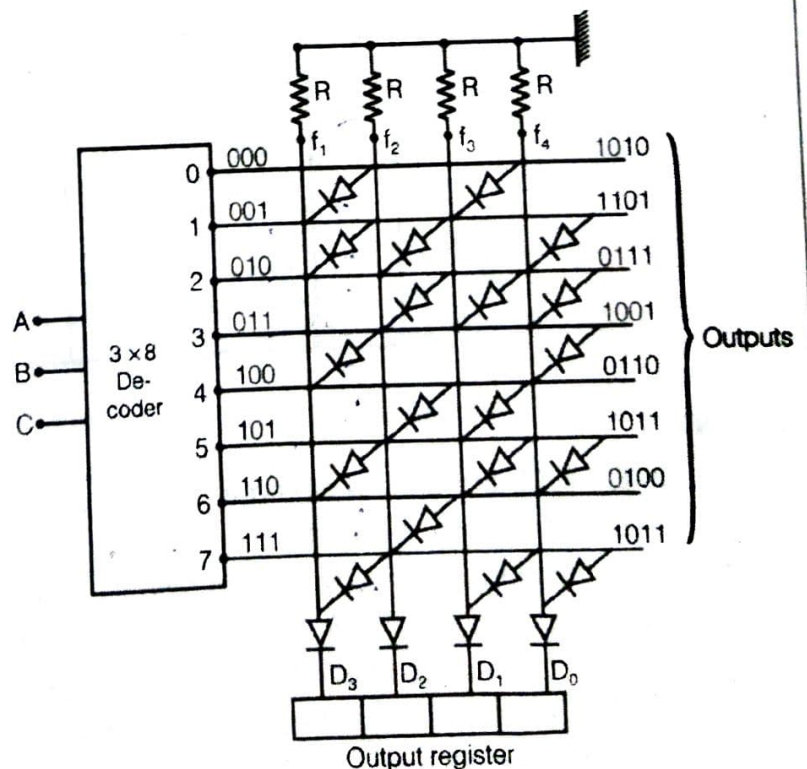 R R R R
f₁ f₂ f₃ f₄
0 000 1010
1 001 1101
2 010 0111
3 011 1001
4 100 0110
5 101 1011
6 110 0100
7 111 1011
A
B
C
3 × 8
De-
coder
Outputs
D₃ D₂ D₁ D₀
Output register